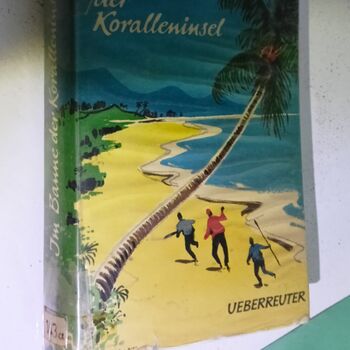 der
Koralleninsel
Im Banne der Koralleninsel
UEBERREUTER